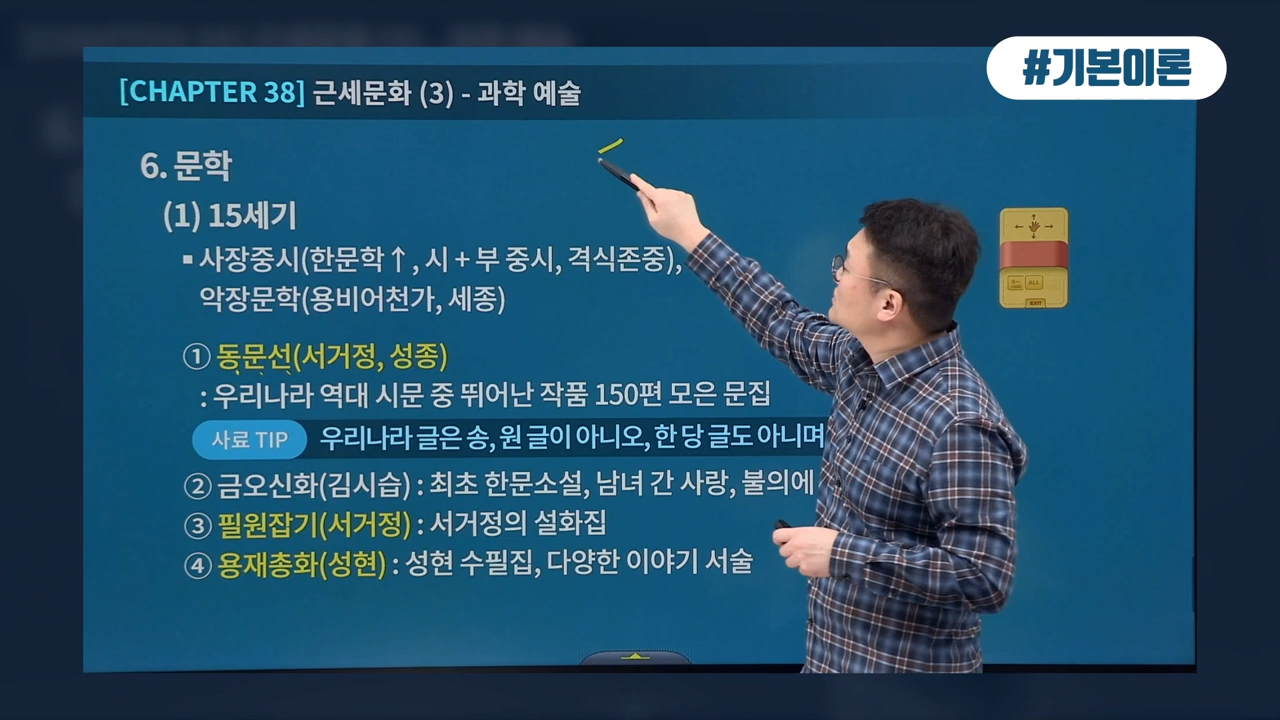 #기본이론
[CHAPTER 38] 근세문화 (3) - 과학 예술
6. 문학
(1) 15세기
▪ 사장중시(한문학↑, 시 + 부 중시, 격식존중),
악장문학(용비어천가, 세종)
① 동문선(서거정, 성종)
: 우리나라 역대 시문 중 뛰어난 작품 150편 모은 문집
사료 TIP 우리나라 글은 송, 원 글이 아니오, 한 당 글도 아니며
② 금오신화(김시습) : 최초 한문소설, 남녀 간 사랑, 불의에
③ 필원잡기(서거정) : 서거정의 설화집
④ 용재총화(성현) : 성현 수필집, 다양한 이야기 서술
ALL
EXIT